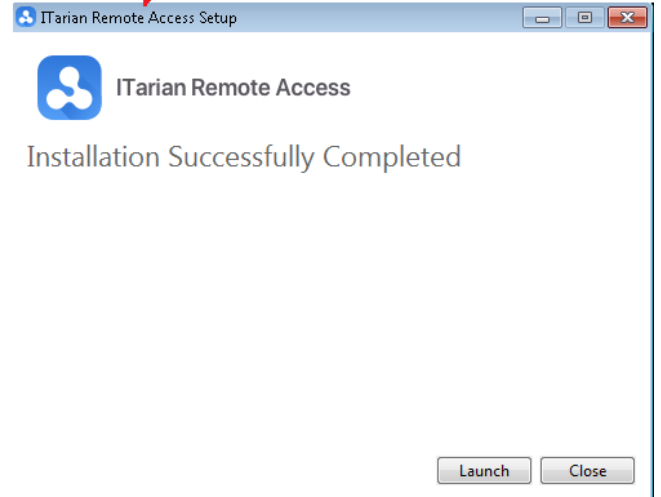 ITarian Remote Access Setup
ITarian Remote Access
Installation Successfully Completed
Launch Close